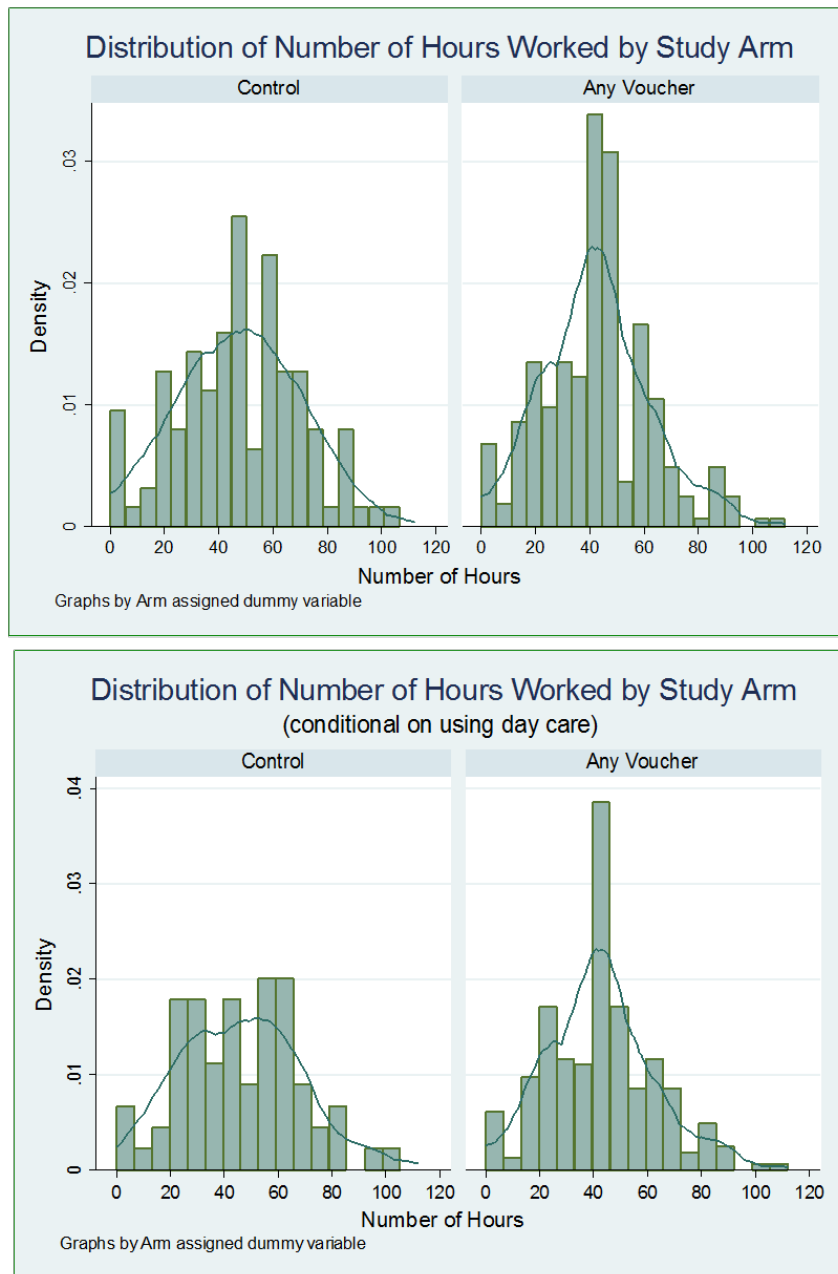 Distribution of Number of Hours Worked by Study Arm
Control Any Voucher
Density
.03
.02
.01
0
0 20 40 60 80 100 120 0 20 40 60 80 100 120
Number of Hours
Graphs by Arm assigned dummy variable
Distribution of Number of Hours Worked by Study Arm
(conditional on using day care)
Control Any Voucher
Density
.04
.03
.02
.01
0
0 20 40 60 80 100 120 0 20 40 60 80 100 120
Number of Hours
Graphs by Arm assigned dummy variable